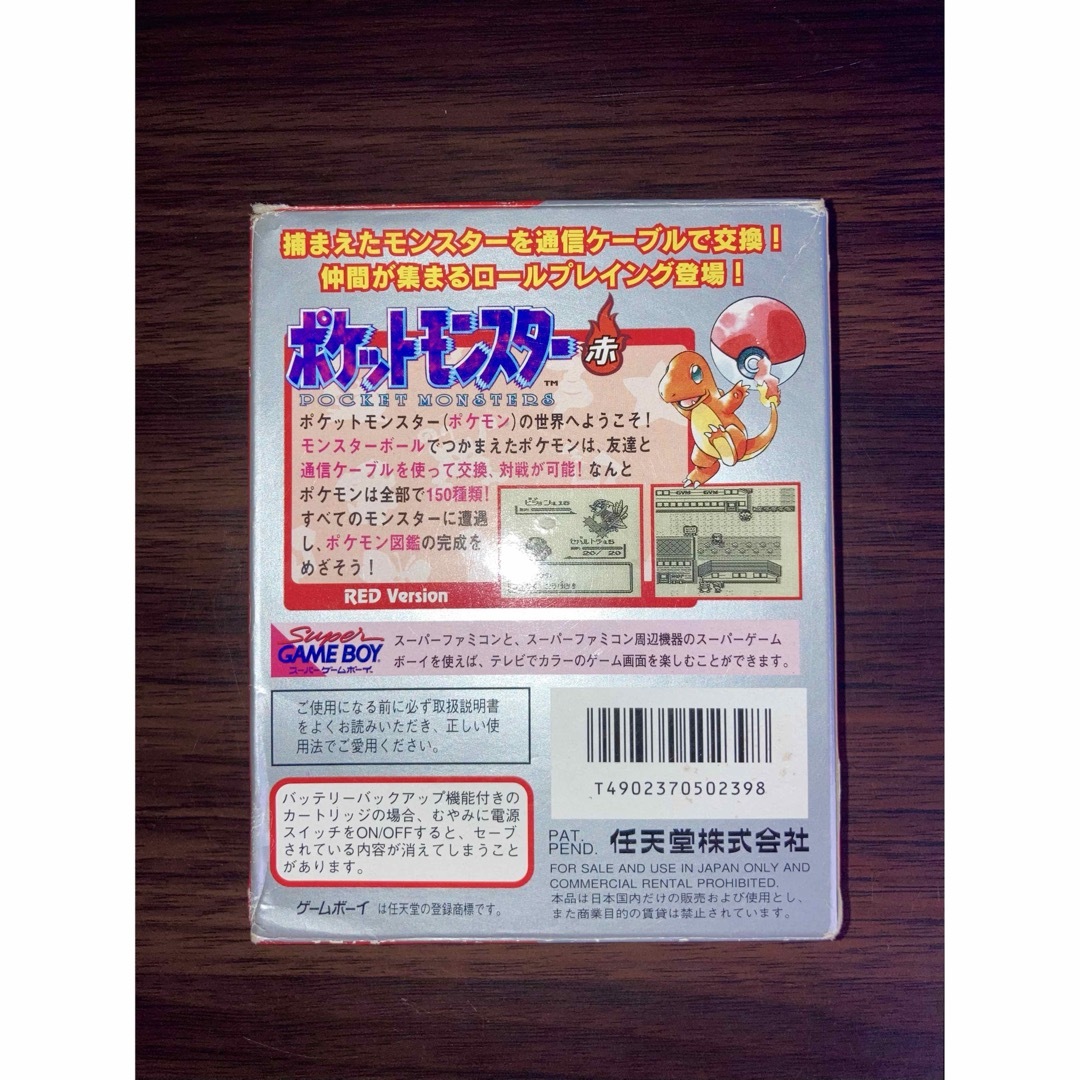 捕まえたモンスターを通信ケーブルで交換！
仲間が集まるロールプレイング登場！
ポケットモンスター 赤
TM
POCKET MONSTERS
ポケットモンスター(ポケモン)の世界へようこそ！
モンスターボールでつかまえたポケモンは、友達と
通信ケーブルを使って交換、対戦が可能！なんと
ポケモンは全部で150種類！
すべてのモンスターに遭遇
し、ポケモン図鑑の完成を
めざそう！
20/ 20
GYM GYM
RED Version
Super
GAME BOY
スーパーゲームボーイ
スーパーファミコンと、スーパーファミコン周辺機器のスーパーゲーム
ボーイを使えば、テレビでカラーのゲーム画面を楽しむことができます。
ご使用になる前に必ず取扱説明書
をよくお読みいただき、正しい使
用法でご愛用ください。
バッテリーバックアップ機能付きの
カートリッジの場合、むやみに電源
スイッチをON/OFFすると、セーブ
されている内容が消えてしまうこと
があります。
ゲームボーイ は任天堂の登録商標です。
T4902370502398
PAT.
PEND. 任天堂株式会社
FOR SALE AND USE IN JAPAN ONLY AND
COMMERCIAL RENTAL PROHIBITED.
本品は日本国内だけの販売および使用とし、
また商業目的の賃貸は禁止されています。